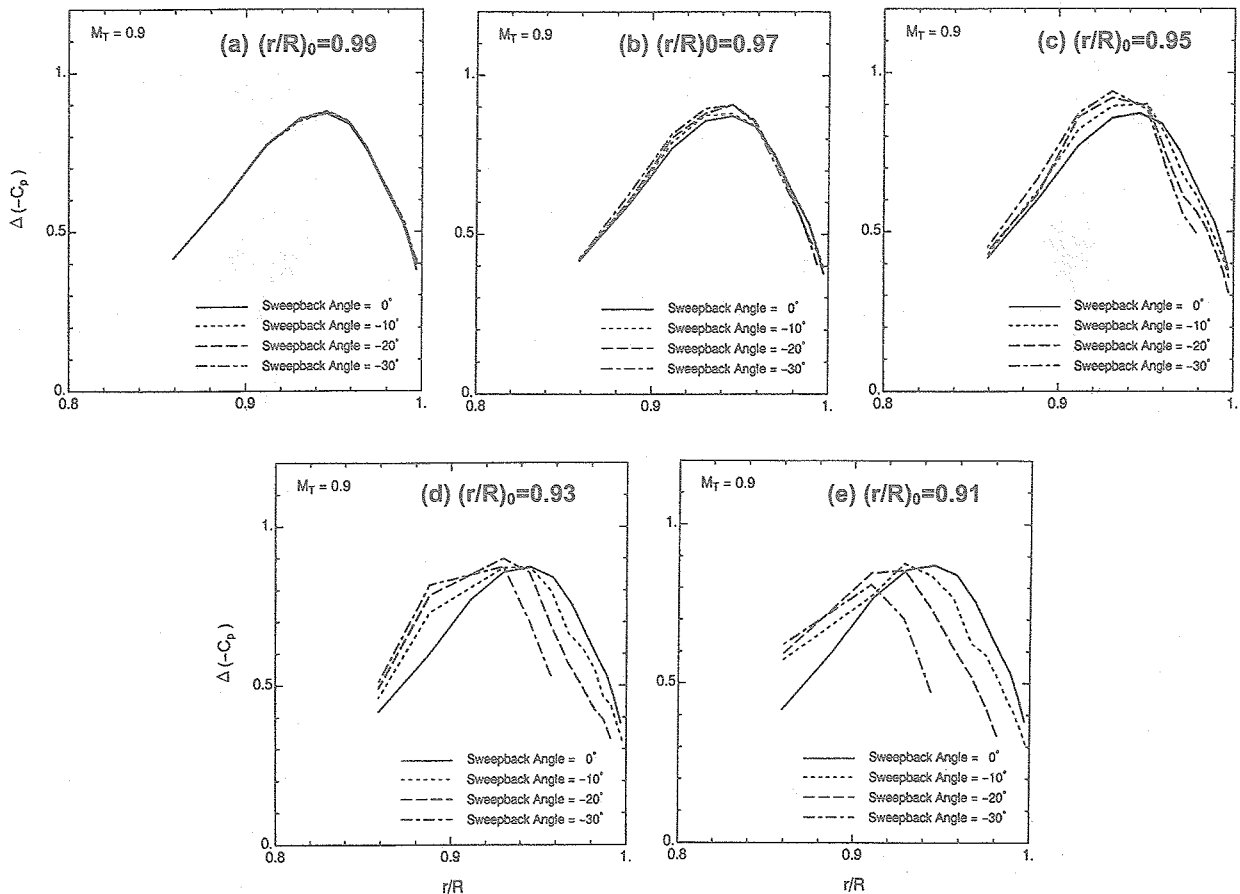 M_T = 0.9
(a) (r/R)₀=0.99
1.
0.5
0.
Δ (–C_p)
Sweepback Angle = 0°
Sweepback Angle = –10°
Sweepback Angle = –20°
Sweepback Angle = –30°
0.8
0.9
1.
M_T = 0.9
(b) (r/R)0=0.97
1.
0.5
0.
Sweepback Angle = 0°
Sweepback Angle = –10°
Sweepback Angle = –20°
Sweepback Angle = –30°
0.8
0.9
1.
M_T = 0.9
(c) (r/R)₀=0.95
1.
0.5
0.
Sweepback Angle = 0°
Sweepback Angle = –10°
Sweepback Angle = –20°
Sweepback Angle = –30°
0.8
0.9
1.
M_T = 0.9
(d) (r/R)₀=0.93
1.
0.5
0.
Δ (–C_p)
Sweepback Angle = 0°
Sweepback Angle = –10°
Sweepback Angle = –20°
Sweepback Angle = –30°
0.8
0.9
1.
r/R
M_T = 0.9
(e) (r/R)₀=0.91
1.
0.5
0.
Sweepback Angle = 0°
Sweepback Angle = –10°
Sweepback Angle = –20°
Sweepback Angle = –30°
0.8
0.9
1.
r/R